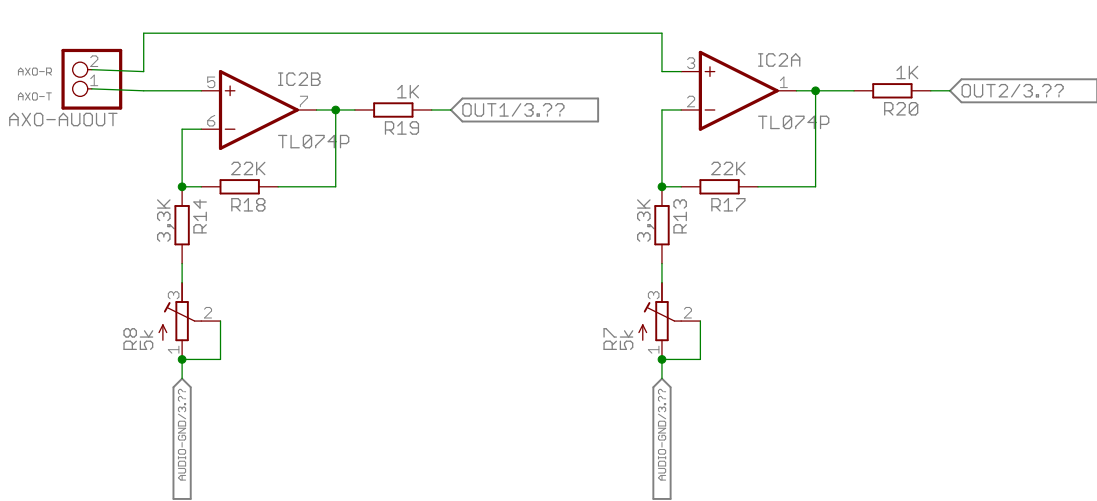 AXO-R
2
AXO-T
1
AXO-AUOUT
5
+
IC2B
7
6
−
TL074P
1K
R19
OUT1/3.??
22K
R18
3,3K
R14
3
2
R8
5k
1
AUDIO-GND/3.??
3
+
IC2A
1
2
−
TL074P
1K
R20
OUT2/3.??
22K
R17
3,3K
R13
3
2
R7
5k
1
AUDIO-GND/3.??